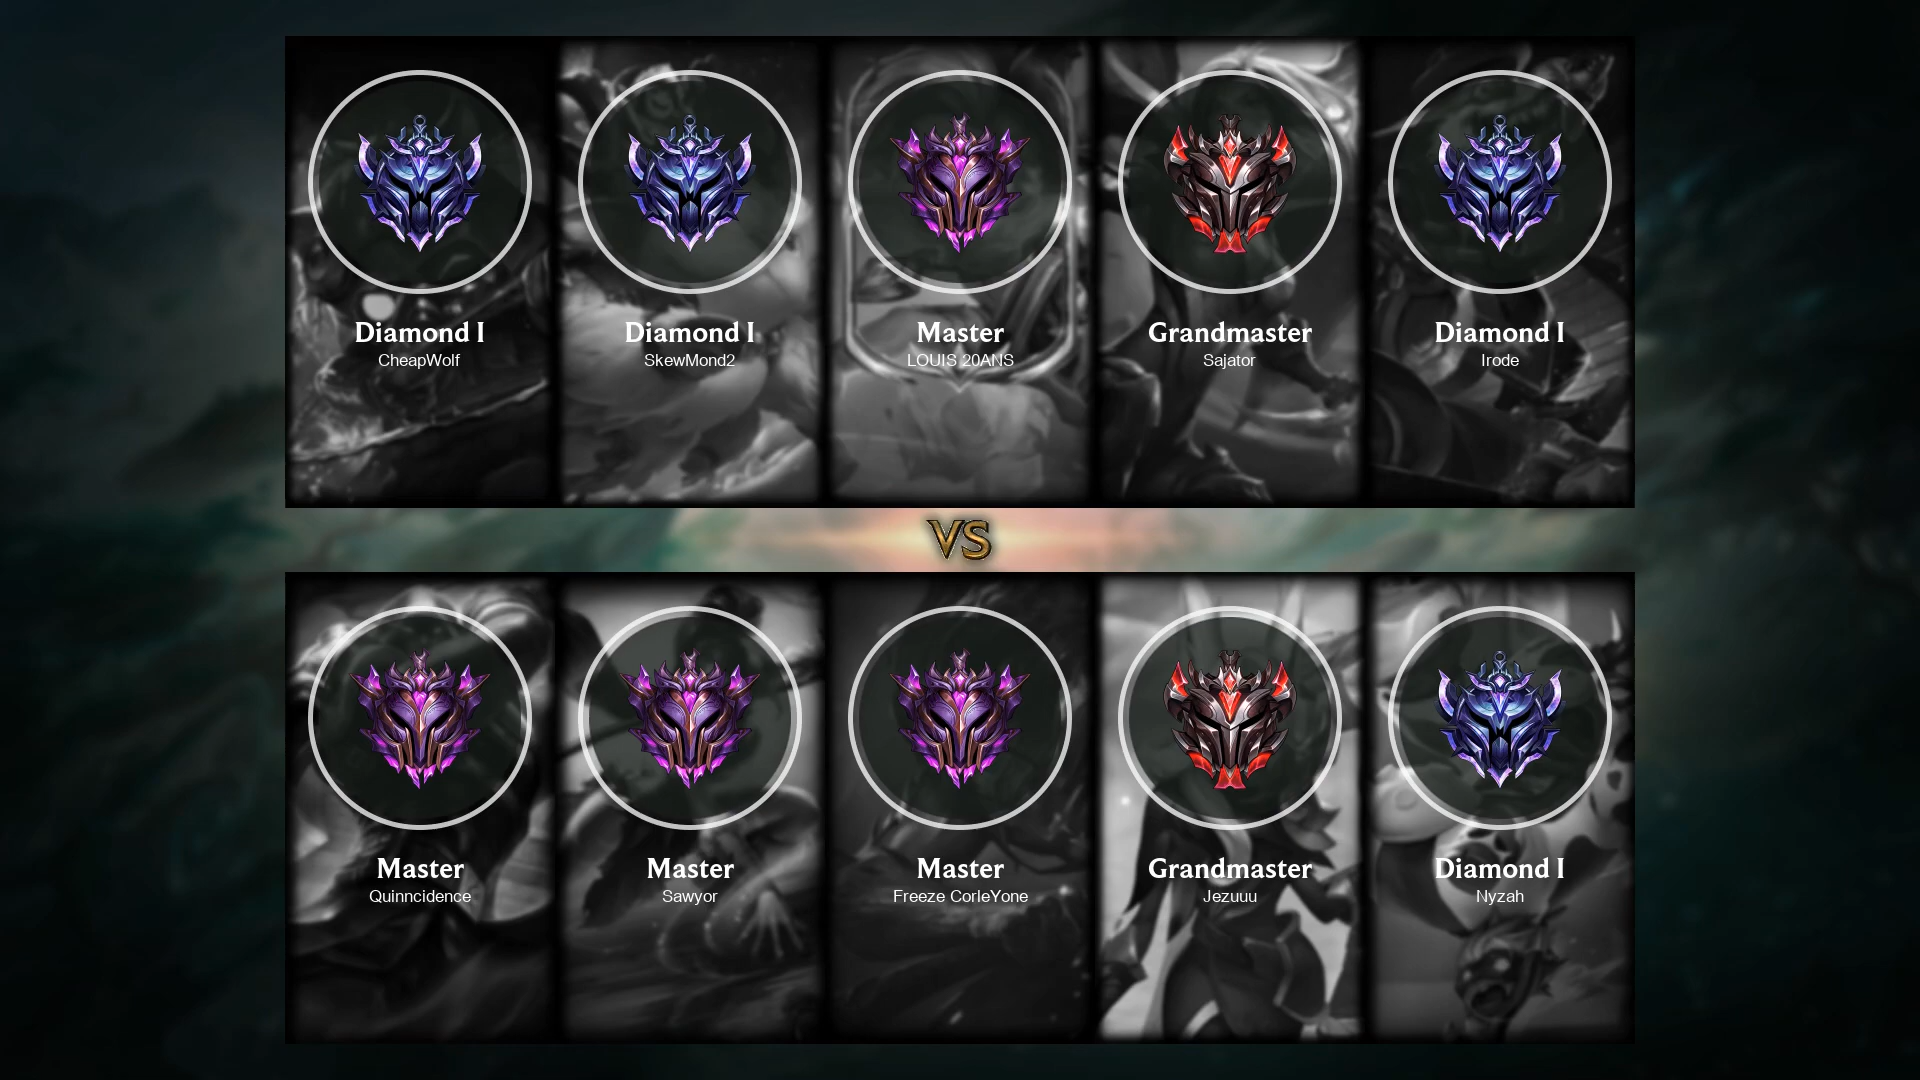 Diamond I
CheapWolf
Diamond I
SkewMond2
Master
LOUIS 20ANS
Grandmaster
Sajator
Diamond I
Irode
VS
Master
Quinncidence
Master
Sawyor
Master
Freeze CorleYone
Grandmaster
Jezuuu
Diamond I
Nyzah